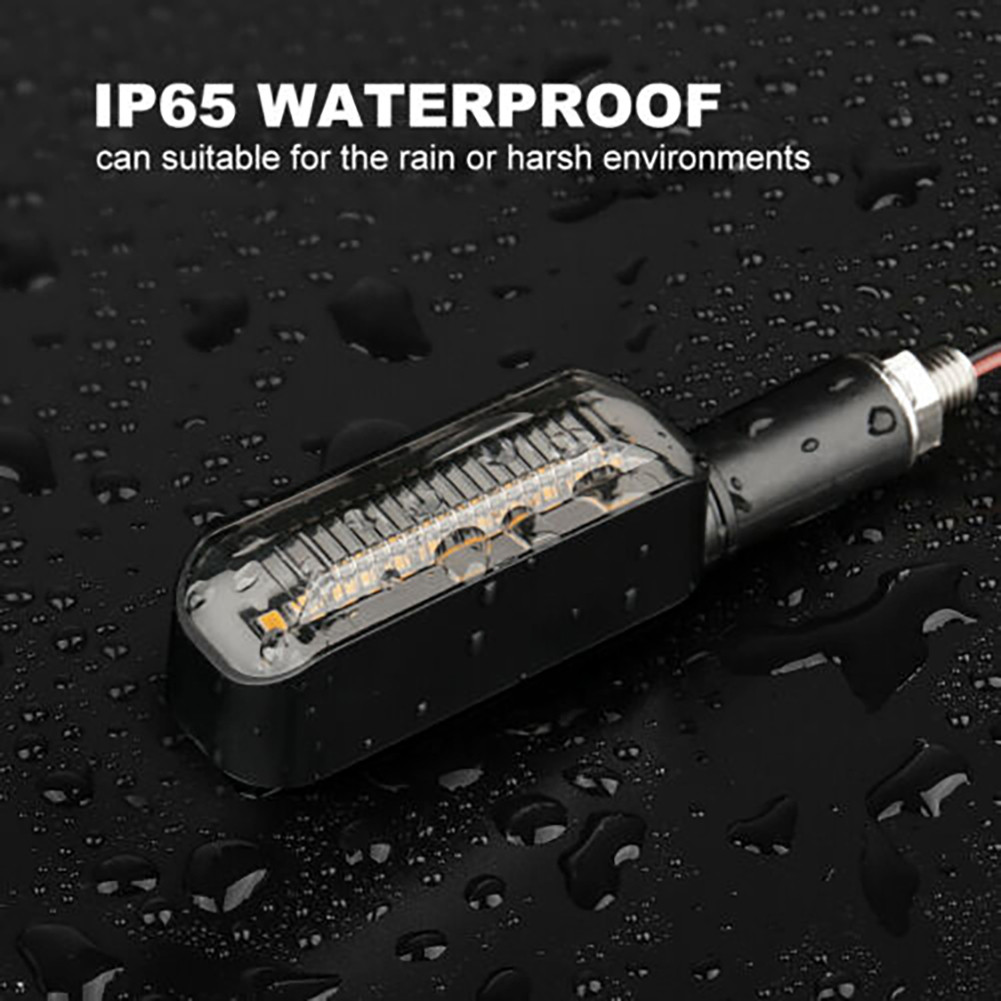 IP65 WATERPROOF
can suitable for the rain or harsh environments